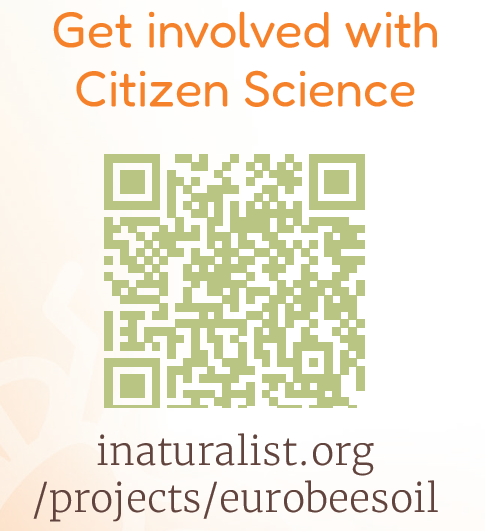 Get involved with
Citizen Science
inaturalist.org
/projects/eurobeesoil